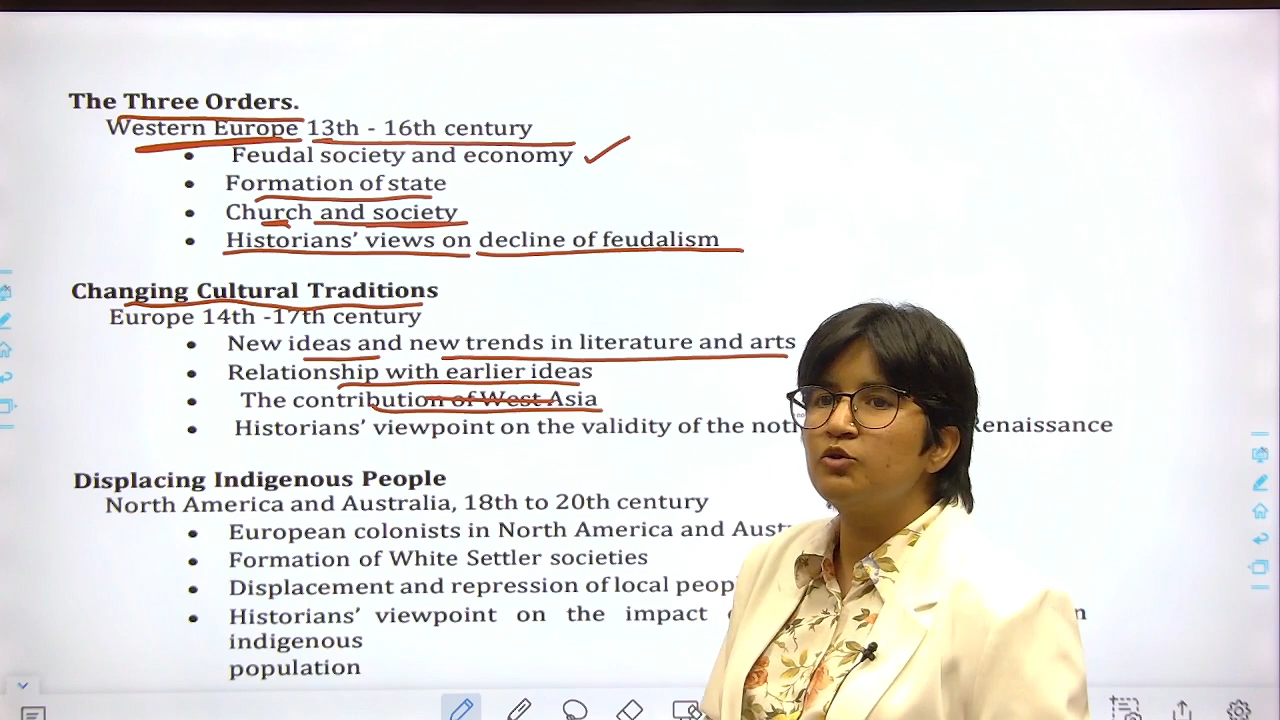 The Three Orders.
Western Europe 13th - 16th century
• Feudal society and economy
• Formation of state
• Church and society
• Historians' views on decline of feudalism
Changing Cultural Traditions
Europe 14th -17th century
• New ideas and new trends in literature and arts
• Relationship with earlier ideas
• The contribution of West Asia
• Historians' viewpoint on the validity of the Renaissance
Displacing Indigenous People
North America and Australia, 18th to 20th century
• European colonists in North America and
• Formation of White Settler societies
• Displacement and repression of local
• Historians' viewpoint on the impact
indigenous
population